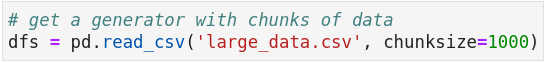 # get a generator with chunks of data
dfs = pd.read_csv('large_data.csv', chunksize=1000)